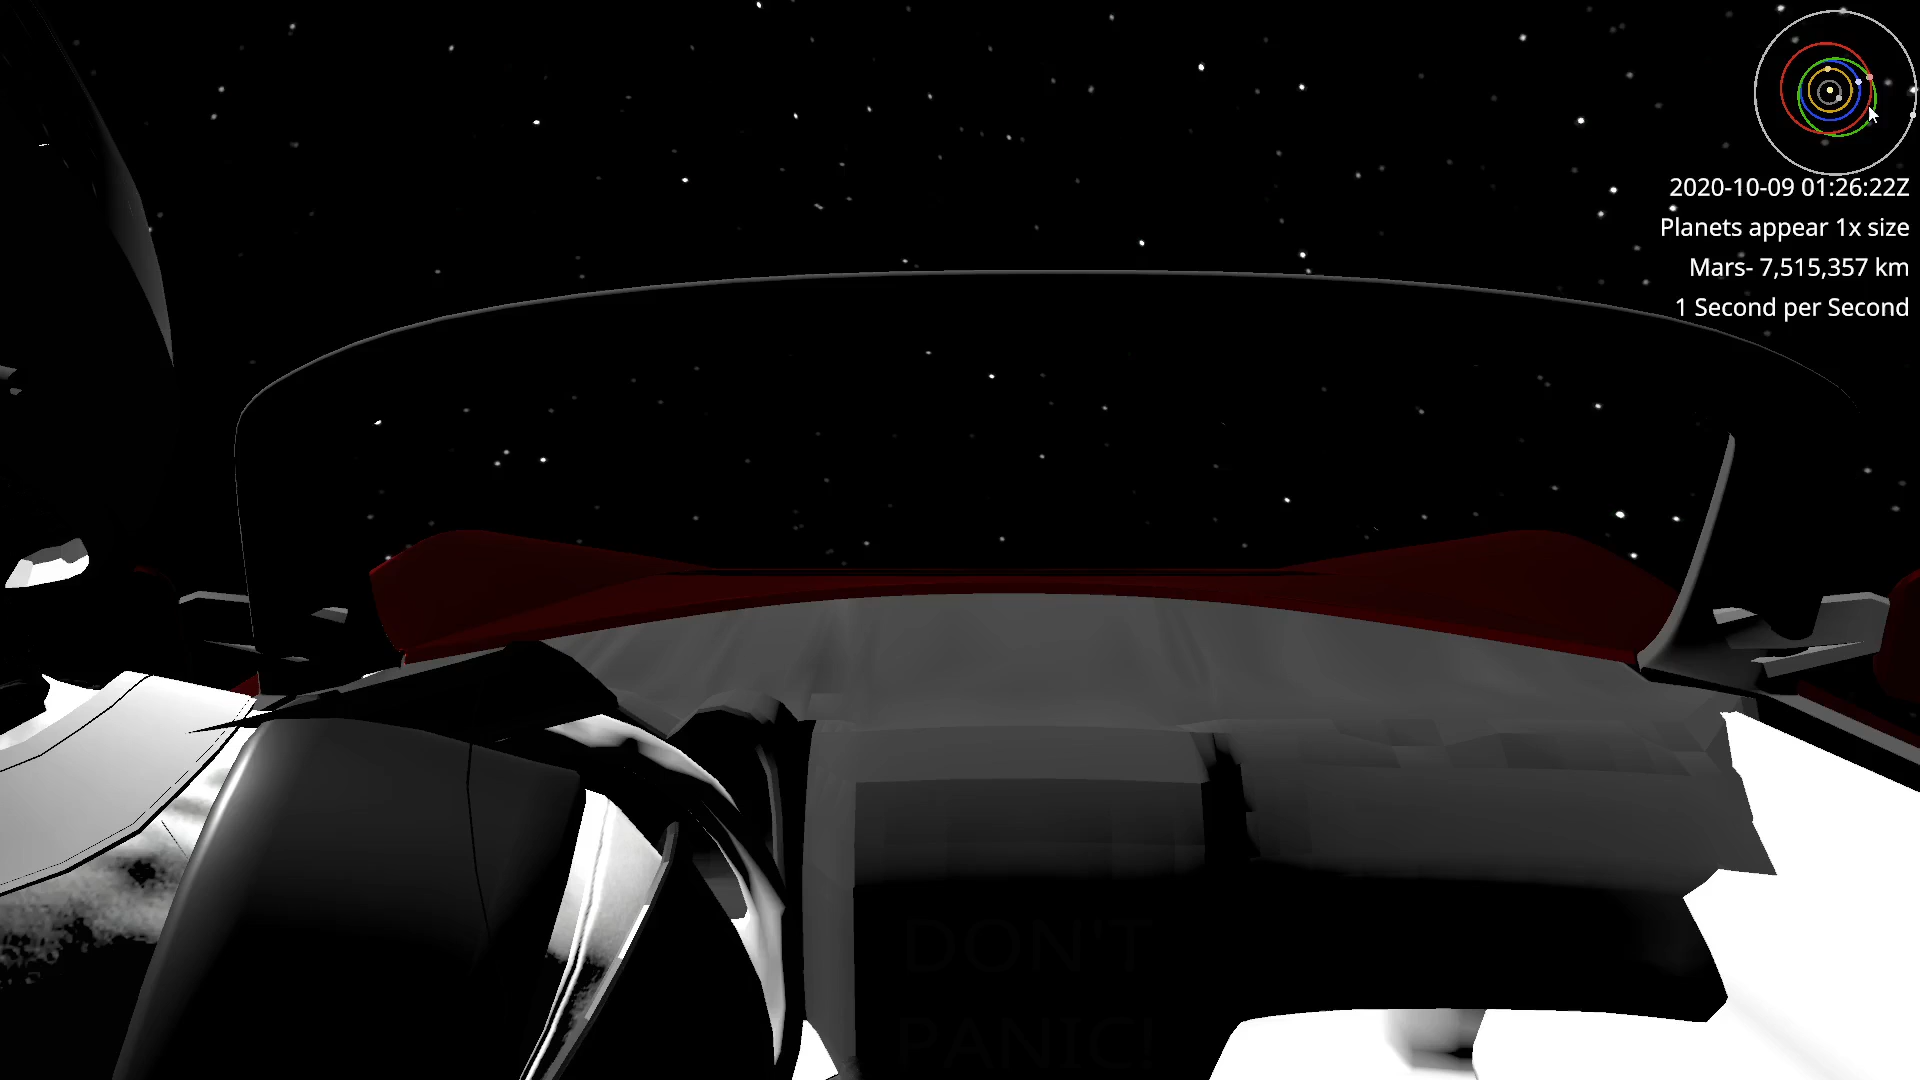 2020-10-09 01:26:22Z
Planets appear 1x size
Mars- 7,515,357 km
1 Second per Second
DON'T
PANIC!